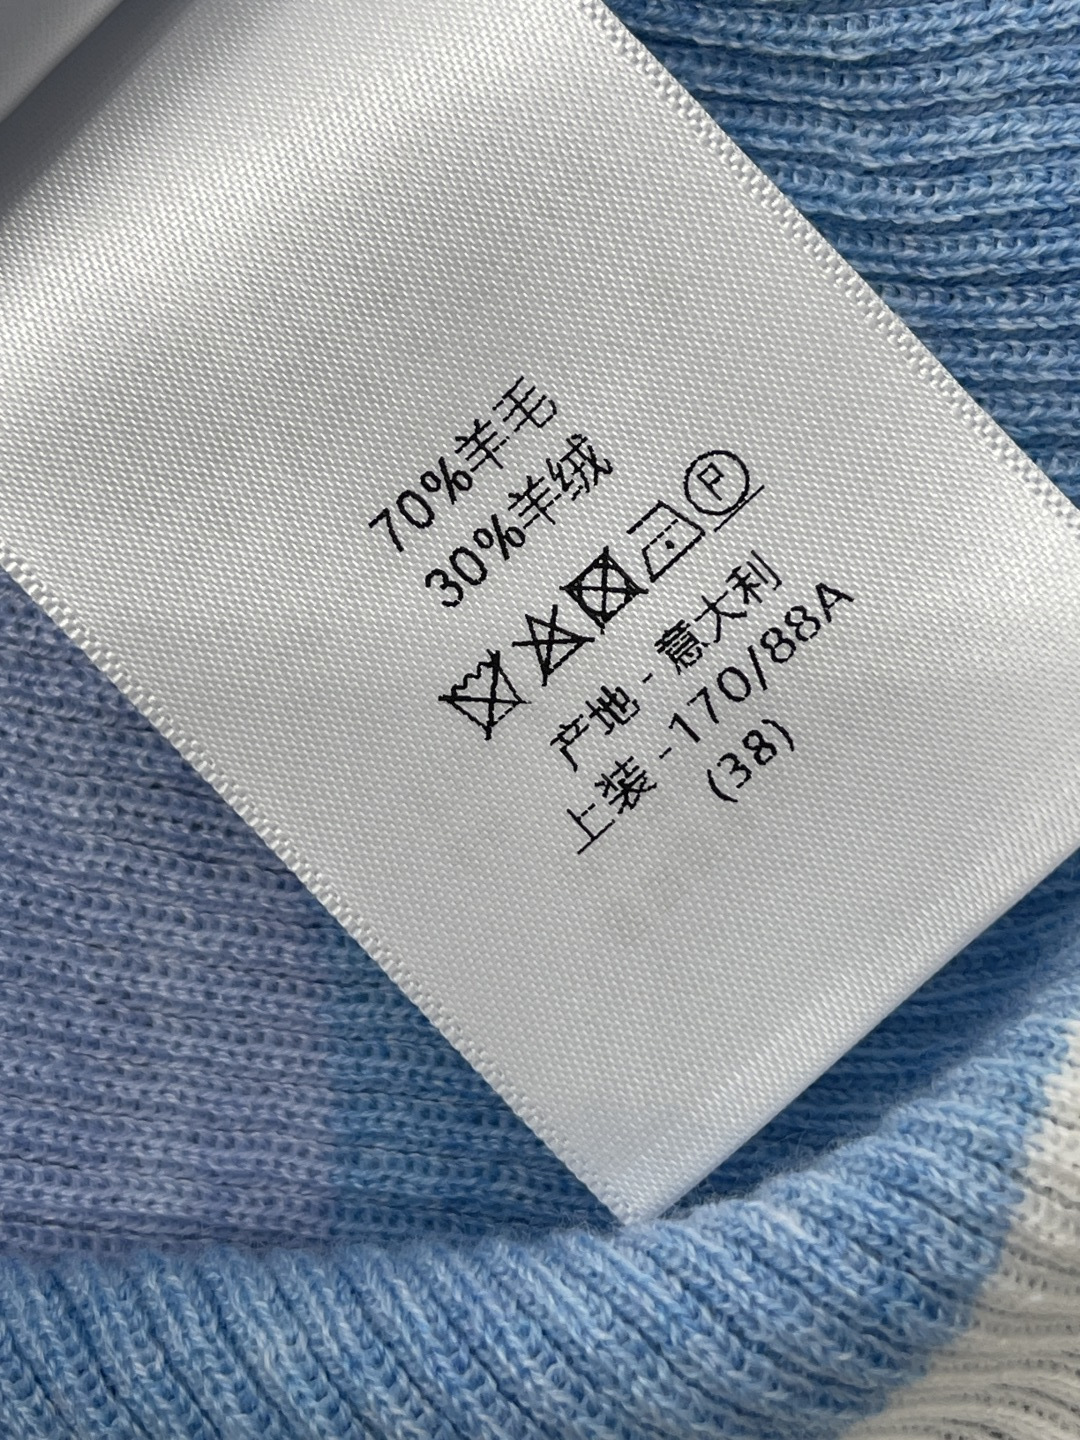 70%羊毛
30%羊绒
P
产地 - 意大利
上装 -170/88A
(38)